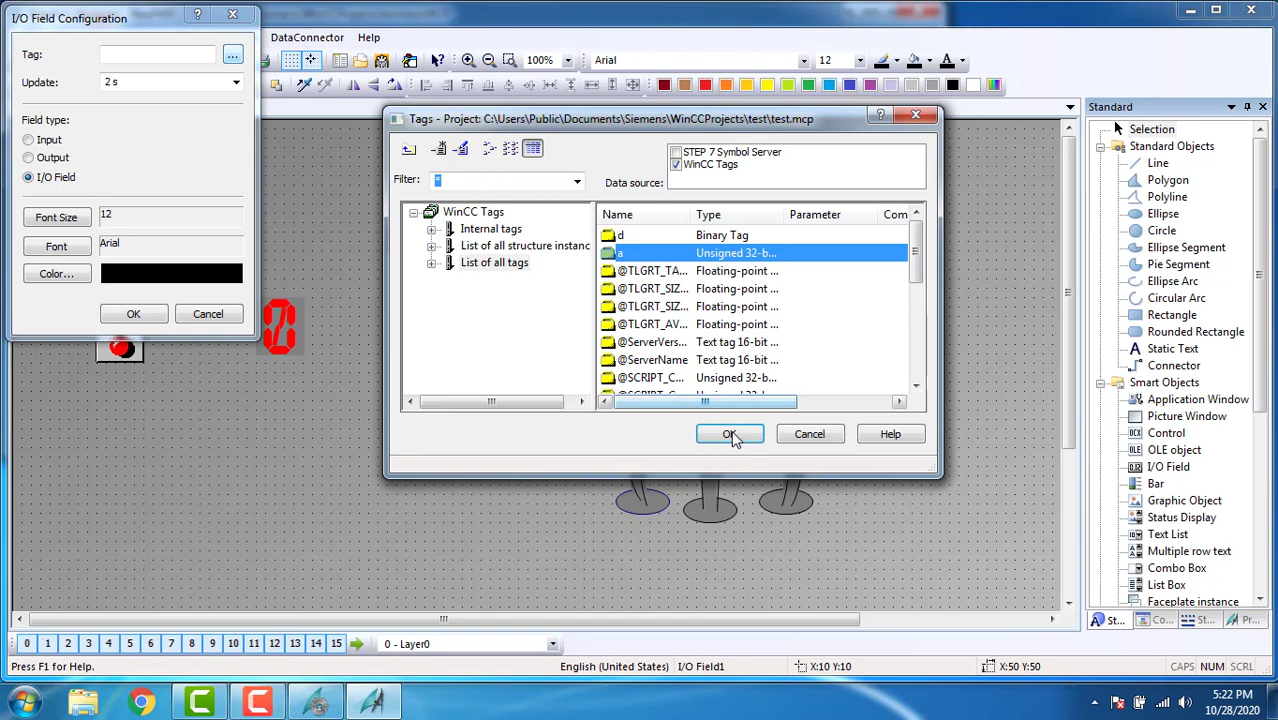 I/O Field Configuration
Tag:
...
Update:
2 s
Field type:
Input
Output
I/O Field
Font Size
12
Font
Arial
Color...
OK
Cancel
DataConnector
Help
100%
Arial
12
Tags - Project: C:\Users\Public\Documents\Siemens\WinCCProjects\test\test.mcp
Filter:
*
Data source:
STEP 7 Symbol Server
WinCC Tags
WinCC Tags
Internal tags
List of all structure instanc
List of all tags
Name
Type
Parameter
Com
d
Binary Tag
a
Unsigned 32-b...
@TLGRT_TA...
Floating-point ...
@TLGRT_SIZ...
Floating-point ...
@TLGRT_SIZ...
Floating-point ...
@TLGRT_AV...
Floating-point ...
@ServerVers...
Text tag 16-bit ...
@ServerName
Text tag 16-bit ...
@SCRIPT_C...
Unsigned 32-b...
OK
Cancel
Help
0
Standard
Selection
Standard Objects
Line
Polygon
Polyline
Ellipse
Circle
Ellipse Segment
Pie Segment
Ellipse Arc
Circular Arc
Rectangle
Rounded Rectangle
Static Text
Connector
Smart Objects
Application Window
Picture Window
Control
OLE object
I/O Field
Bar
Graphic Object
Status Display
Text List
Multiple row text
Combo Box
List Box
Faceplate instance
St...
Co...
St...
Pr...
0 1 2 3 4 5 6 7 8 9 10 11 12 13 14 15
0 - Layer0
Press F1 for Help.
English (United States)
I/O Field1
X:10 Y:10
X:50 Y:50
CAPS
NUM
SCRL
5:22 PM
10/28/2020